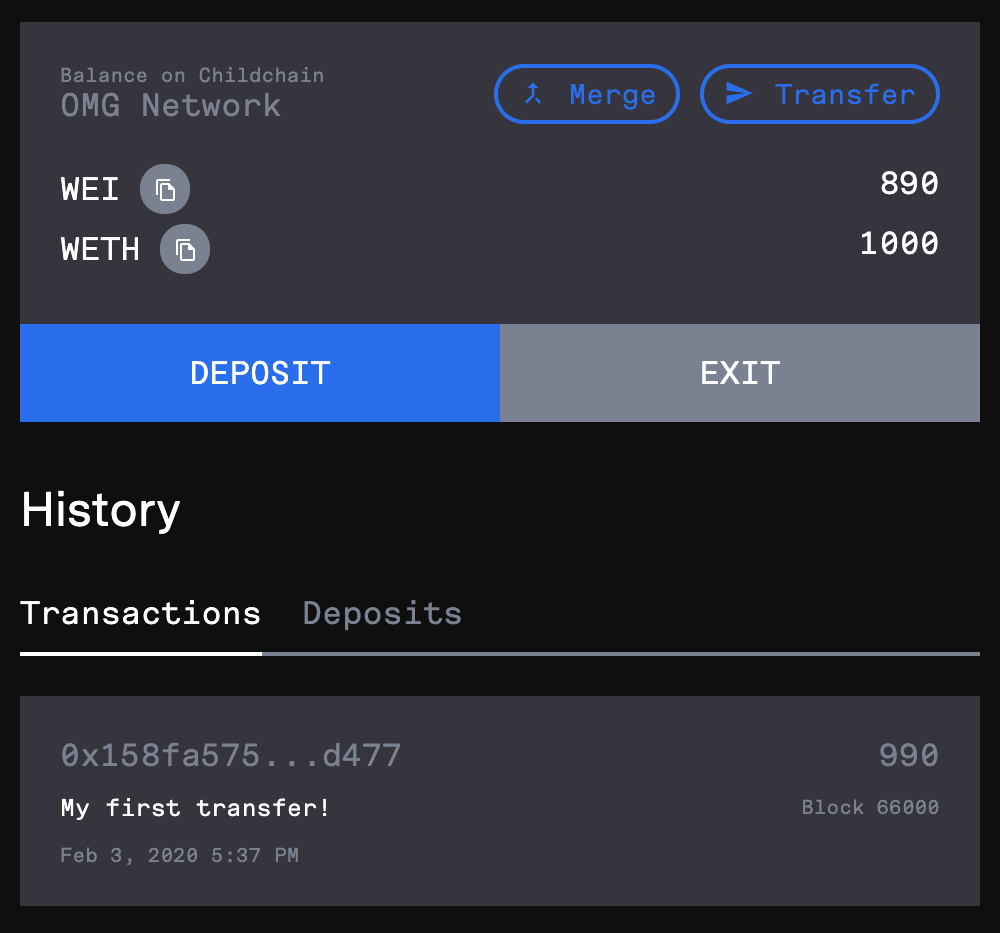 Balance on Childchain
OMG Network
Merge
Transfer
WEI 890
WETH 1000
DEPOSIT EXIT
History
Transactions Deposits
0x158fa575...d477 990
My first transfer! Block 66000
Feb 3, 2020 5:37 PM